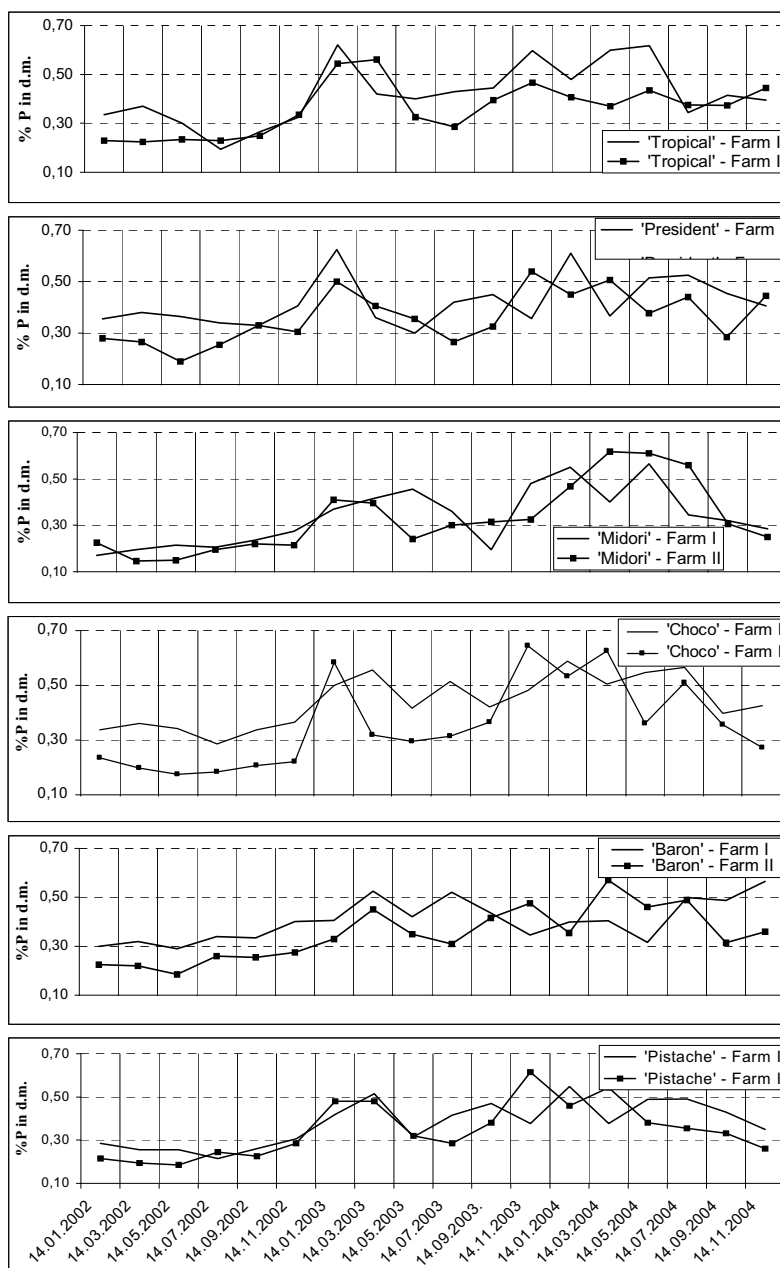 0,70
0,50
0,30
0,10
% P in d.m.
'Tropical' - Farm I
'Tropical' - Farm I
0,70
0,50
0,30
0,10
% P in d.m.
'President' - Farm
0,70
0,50
0,30
0,10
%P in d.m.
'Midori' - Farm I
'Midori' - Farm II
0,70
0,50
0,30
0,10
%P in d.m.
'Choco' - Farm I
'Choco' - Farm I
0,70
0,50
0,30
0,10
%P in d.m.
'Baron' - Farm I
'Baron' - Farm II
0,70
0,50
0,30
0,10
%P in d.m.
'Pistache' - Farm I
'Pistache' - Farm I
14.01.2002
14.03.2002
14.05.2002
14.07.2002
14.09.2002
14.11.2002
14.01.2003
14.03.2003
14.05.2003
14.07.2003
14.09.2003.
14.11.2003
14.01.2004
14.03.2004
14.05.2004
14.07.2004
14.09.2004
14.11.2004